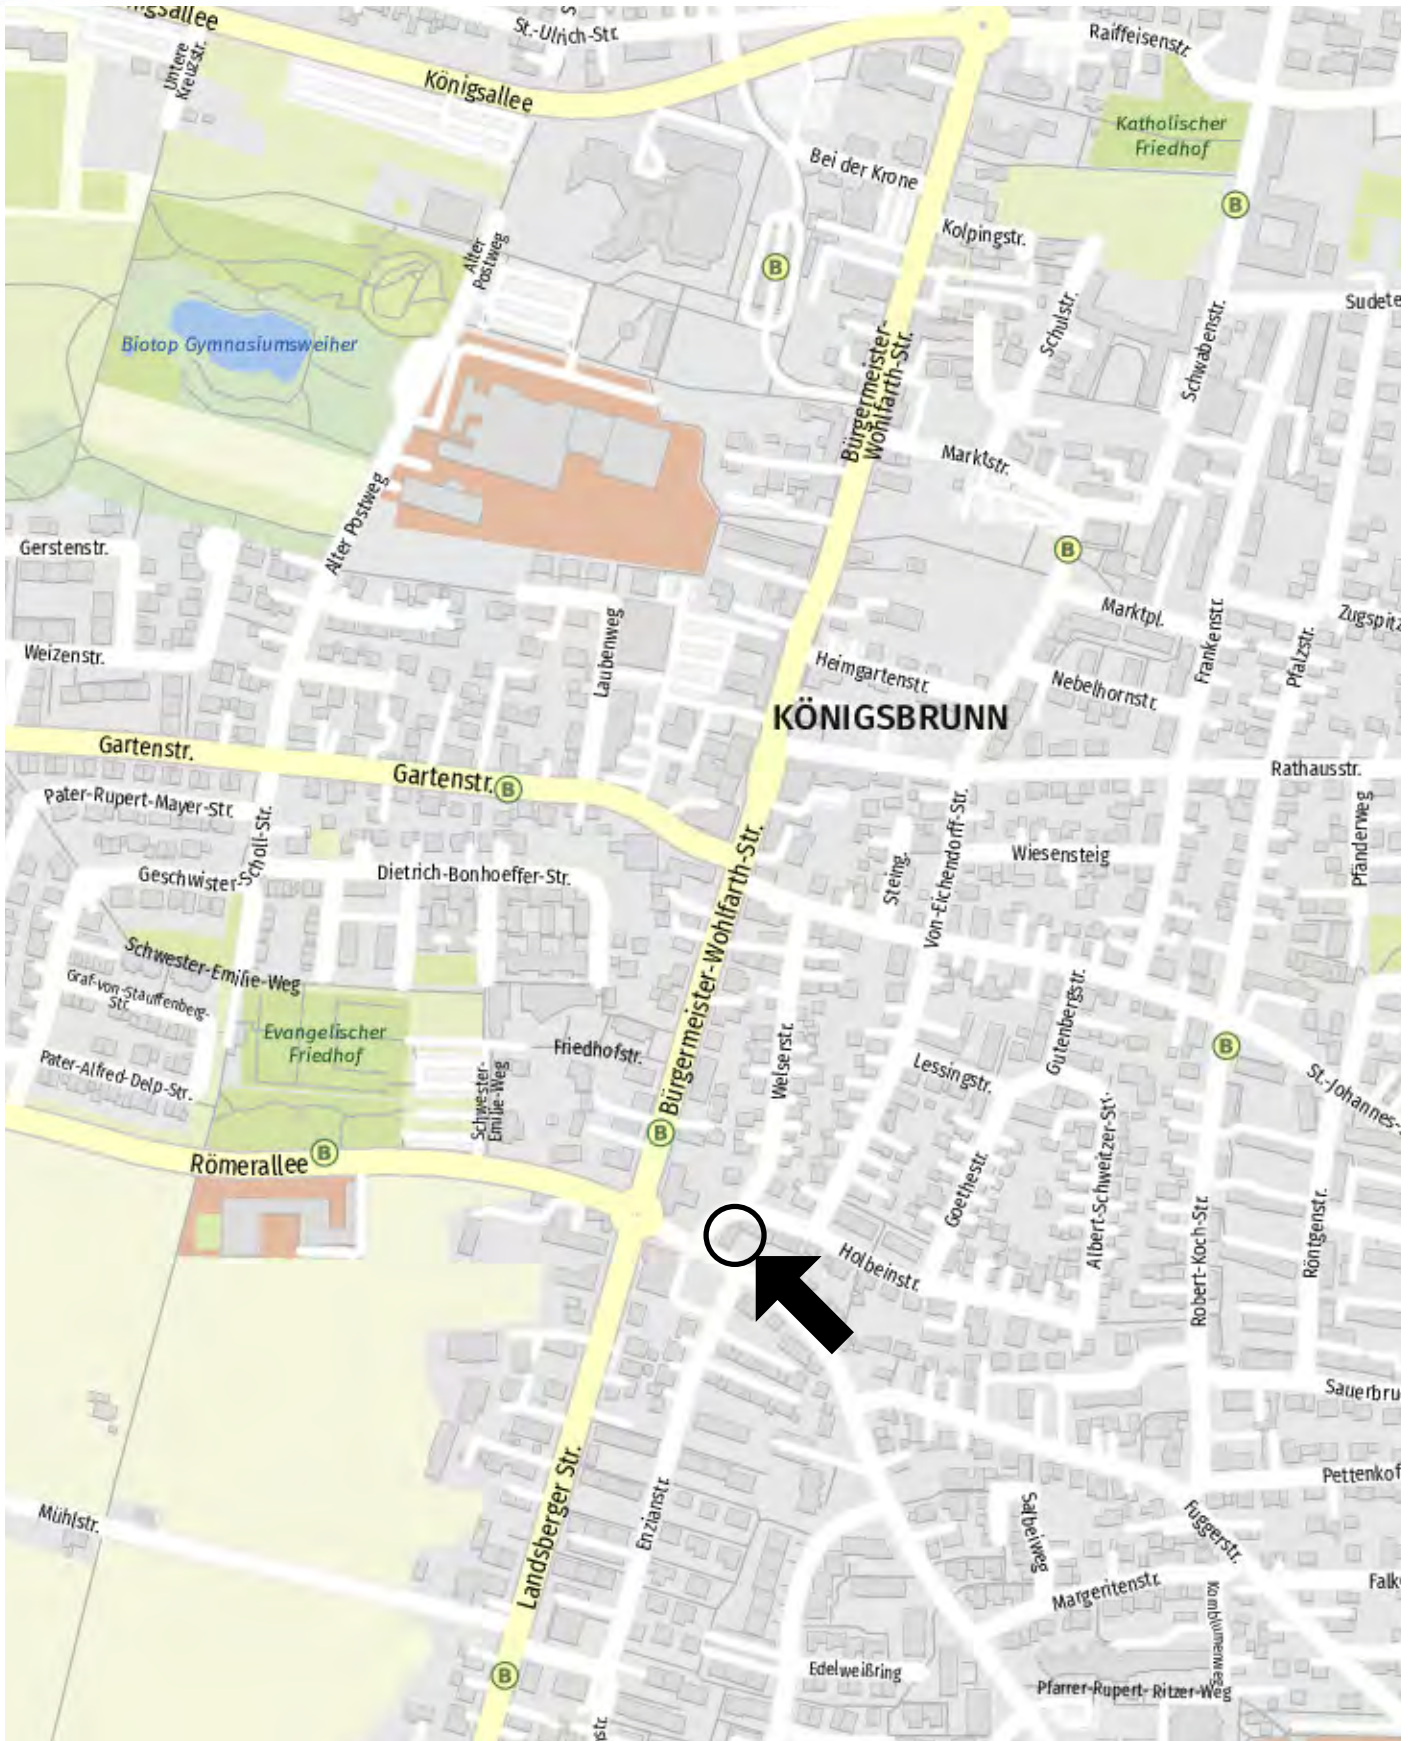 Königsallee
St.-Ulrich-Str.
Raiffeisenstr.
Untere
Kreuzstr.
Königsallee
Katholischer
Friedhof
Bei der Krone
B
Kolpingstr.
Alter
Postweg
B
Schulstr.
Sudete
Biotop Gymnasiumsweiher
Bürgermeister-
Wohlfarth-Str.
Schwabenstr.
Marktstr.
Alter Postweg
Gerstenstr.
B
Marktpl.
Frankenstr.
Zugspitz
Laubenweg
Pfalzstr.
Weizenstr.
Heimgartenstr.
Nebelhornstr.
KÖNIGSBRUNN
Gartenstr.
Gartenstr.
B
Rathausstr.
Pater-Rupert-Mayer-Str.
Pfänderweg
Geschwister-Scholl-Str.
Dietrich-Bonhoeffer-Str.
Steing.
Von-Eichendorff-Str.
Wiesensteig
Bürgermeister-Wohlfarth-Str.
Schwester-Emilie-Weg
Graf-von-Stauffenberg-
Str.
Evangelischer
Friedhof
Friedhofstr.
Welserstr.
Gutenbergstr.
B
Pater-Alfred-Delp-Str.
Schwester-
Emilie-Weg
Lessingstr.
St.-Johannes-
B
Albert-Schweitzer-Str.
Römerallee
B
Goethestr.
Robert-Koch-Str.
Röntgenstr.
Holbeinstr.
Sauerbru
Landsberger Str.
Enzianstr.
Pettenkof
Mühlstr.
Salbeiweg
Fuggerstr.
Margeritenstr.
Falk
Kornblumenweg
B
Edelweißring
Pfarrer-Rupert-Ritzer-Weg
str.